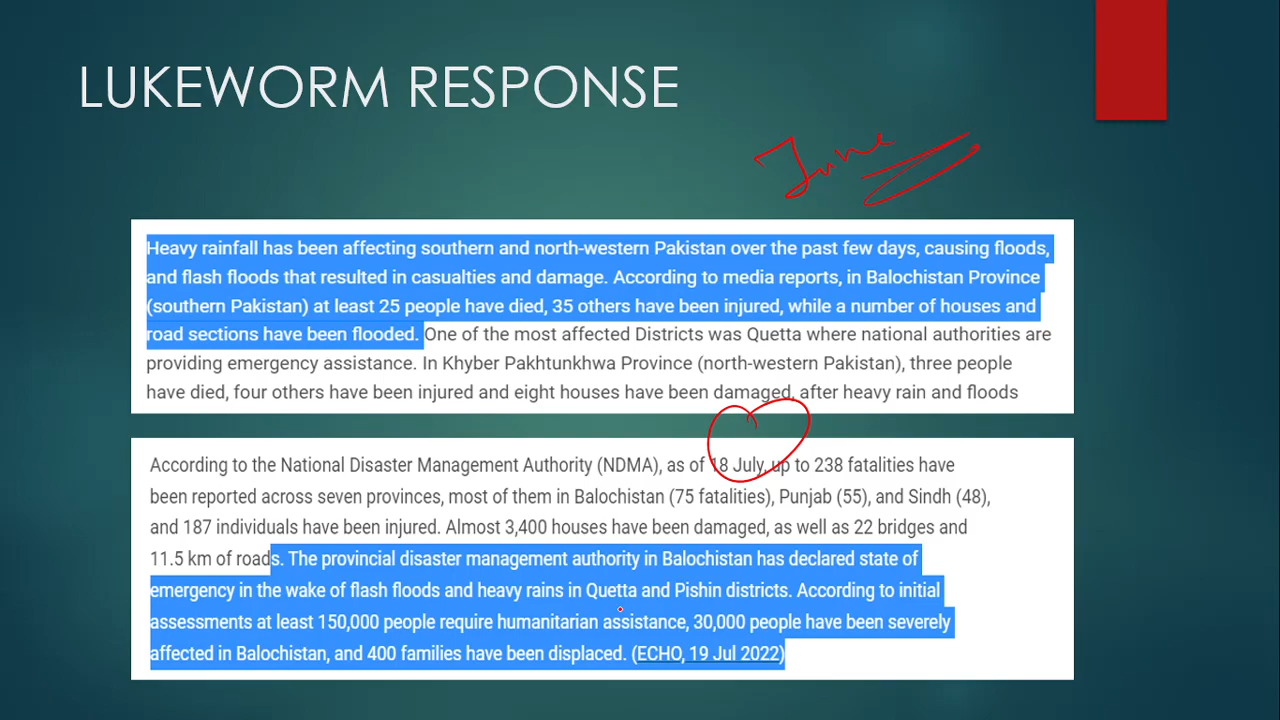 LUKEWORM RESPONSE
June
Heavy rainfall has been affecting southern and north-western Pakistan over the past few days, causing floods,
and flash floods that resulted in casualties and damage. According to media reports, in Balochistan Province
(southern Pakistan) at least 25 people have died, 35 others have been injured, while a number of houses and
road sections have been flooded. One of the most affected Districts was Quetta where national authorities are
providing emergency assistance. In Khyber Pakhtunkhwa Province (north-western Pakistan), three people
have died, four others have been injured and eight houses have been damaged, after heavy rain and floods
According to the National Disaster Management Authority (NDMA), as of 18 July, up to 238 fatalities have
been reported across seven provinces, most of them in Balochistan (75 fatalities), Punjab (55), and Sindh (48),
and 187 individuals have been injured. Almost 3,400 houses have been damaged, as well as 22 bridges and
11.5 km of roads. The provincial disaster management authority in Balochistan has declared state of
emergency in the wake of flash floods and heavy rains in Quetta and Pishin districts. According to initial
assessments at least 150,000 people require humanitarian assistance, 30,000 people have been severely
affected in Balochistan, and 400 families have been displaced. (ECHO, 19 Jul 2022)